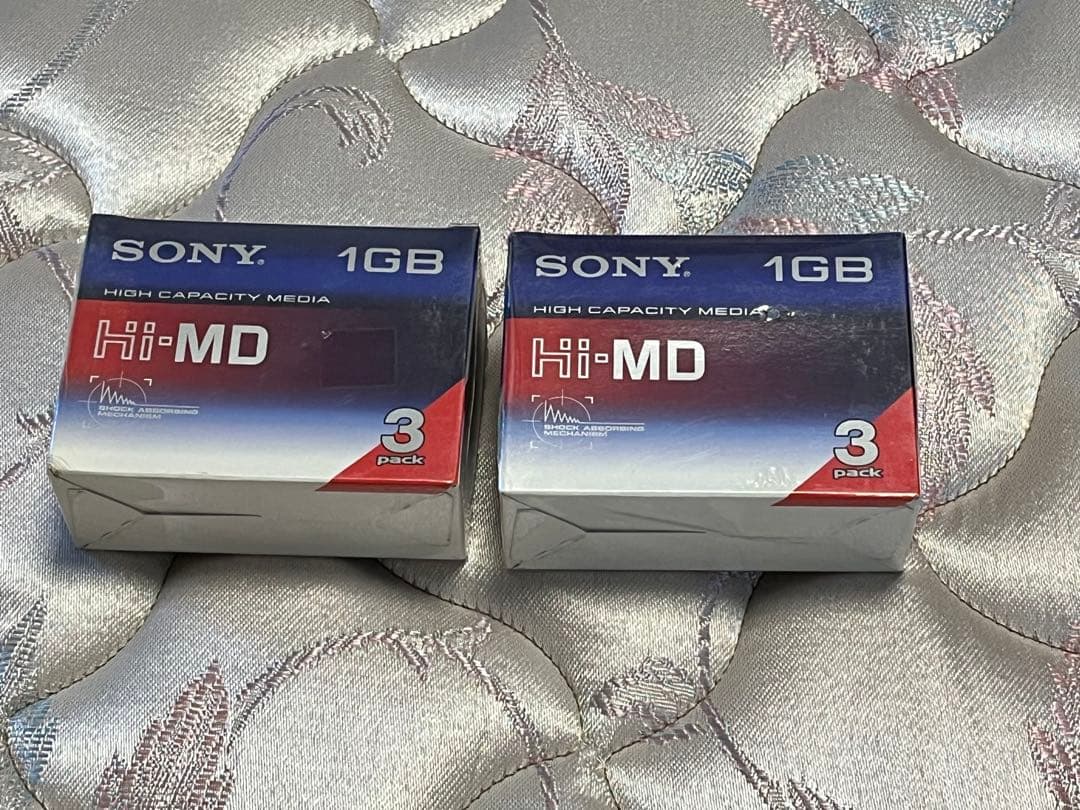 SONY®
1GB
HIGH CAPACITY MEDIA
Hi-MD
SHOCK ABSORBING
MECHANISM
3
pack
SONY®
1GB
HIGH CAPACITY MEDIA
Hi-MD
SHOCK ABSORBING
MECHANISM
3
pack